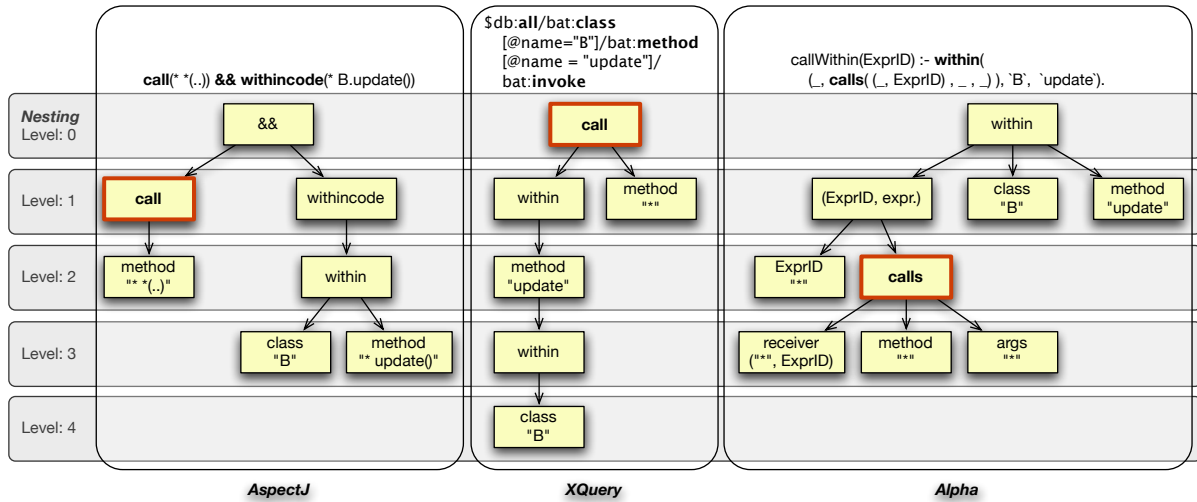 $db:all/bat:class
[@name="B"]/bat:method
[@name = "update"]/
bat:invoke
call(* *(..)) && withincode(* B.update())
callWithin(ExprID) :- within(
(_, calls( (_, ExprID) , _ , _) ), `B`, `update`).
Nesting
Level: 0
&&
call
within
Level: 1
call
withincode
within
method
"*"
(ExprID, expr.)
class
"B"
method
"update"
Level: 2
method
"* *(..)"
within
method
"update"
ExprID
"*"
calls
Level: 3
class
"B"
method
"* update()"
within
receiver
("*", ExprID)
method
"*"
args
"*"
Level: 4
class
"B"
AspectJ
XQuery
Alpha